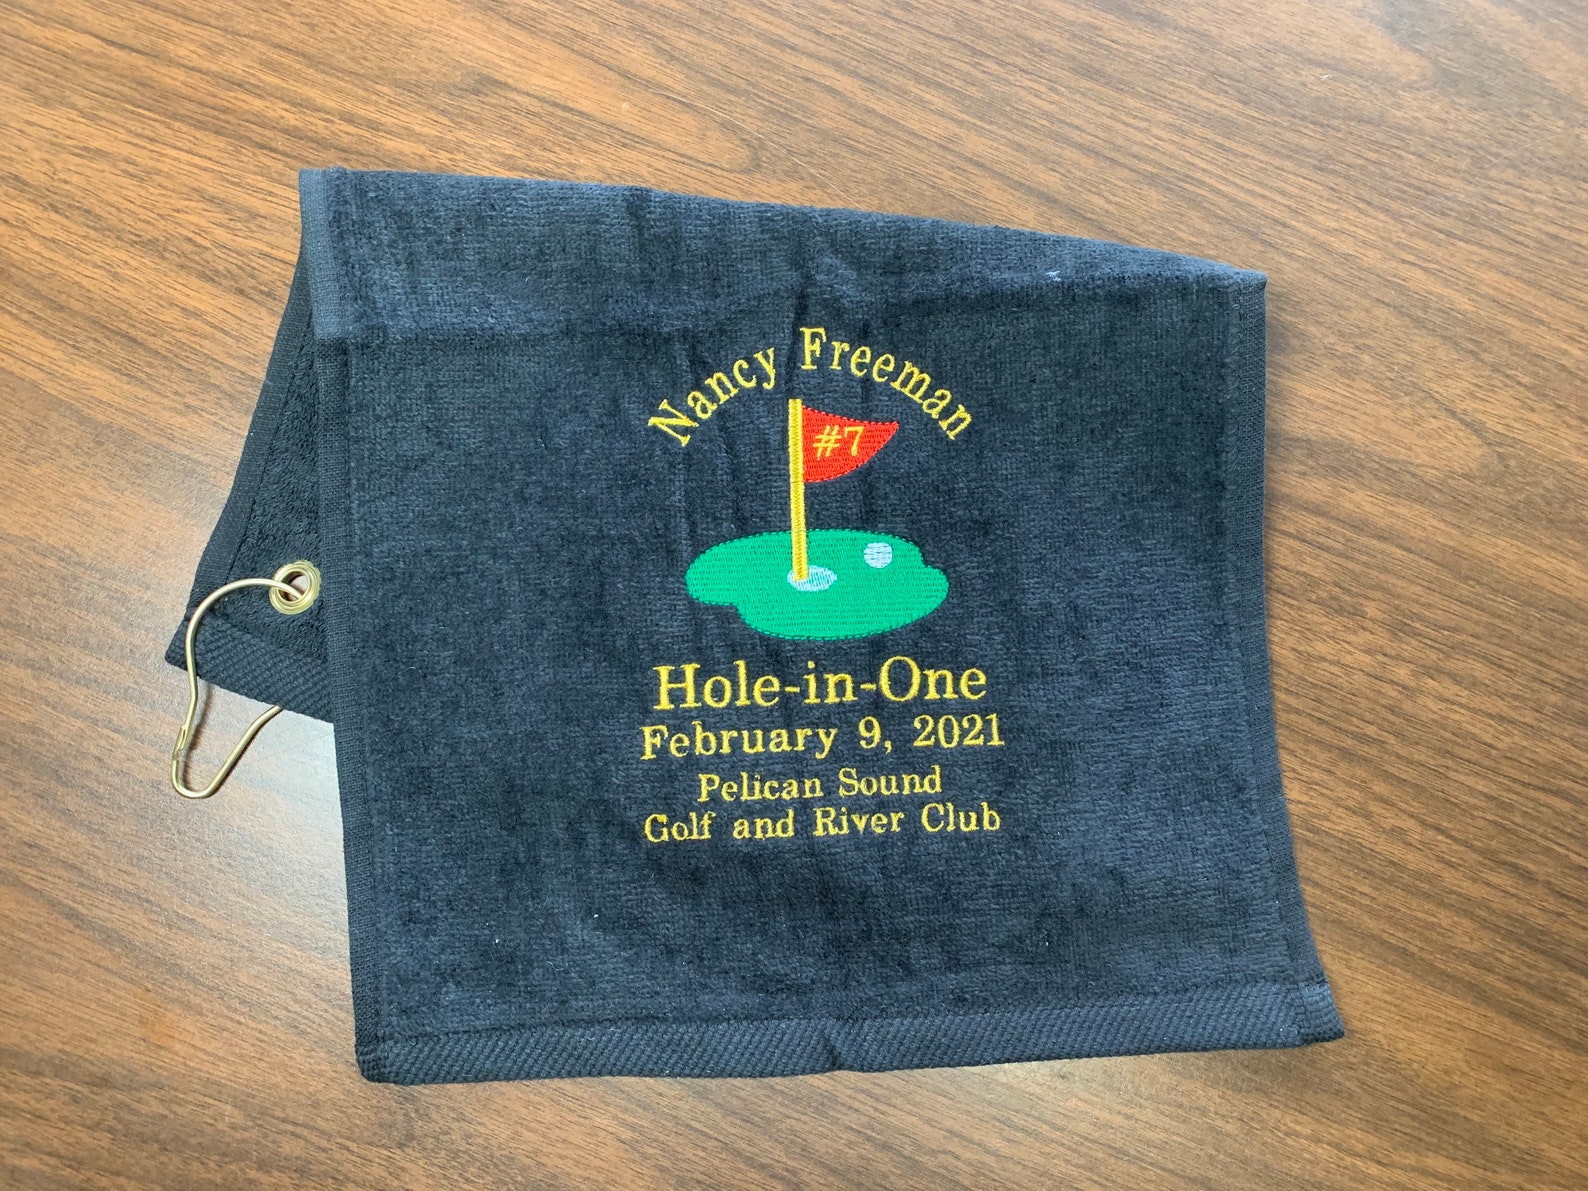 Nancy Freeman
#7
Hole-in-One
February 9, 2021
Pelican Sound
Golf and River Club